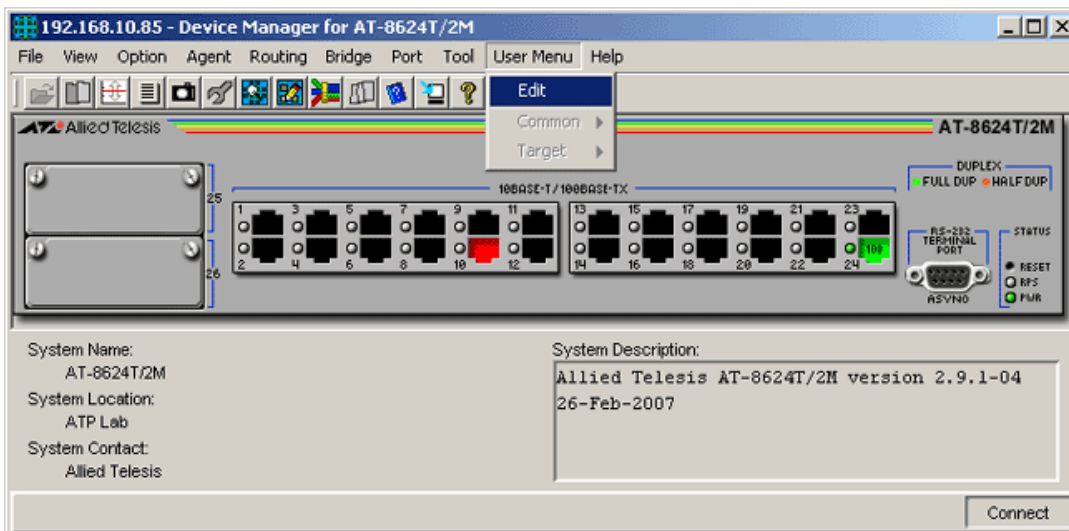 192.168.10.85 - Device Manager for AT-8624T/2M
File View Option Agent Routing Bridge Port Tool User Menu Help
Edit
Common
Target
Allied Telesis
AT-8624T/2M
DUPLEX
FULL DUP HALF DUP
10BASE-T/100BASE-TX
25
26
1 3 5 7 9 11 13 15 17 19 21 23
100
2 4 6 8 10 12 14 16 18 20 22 24
RS-232
TERMINAL
PORT
ASYN0
STATUS
RESET
RPS
PWR
System Name:
AT-8624T/2M
System Location:
ATP Lab
System Contact:
Allied Telesis
System Description:
Allied Telesis AT-8624T/2M version 2.9.1-04
26-Feb-2007
Connect